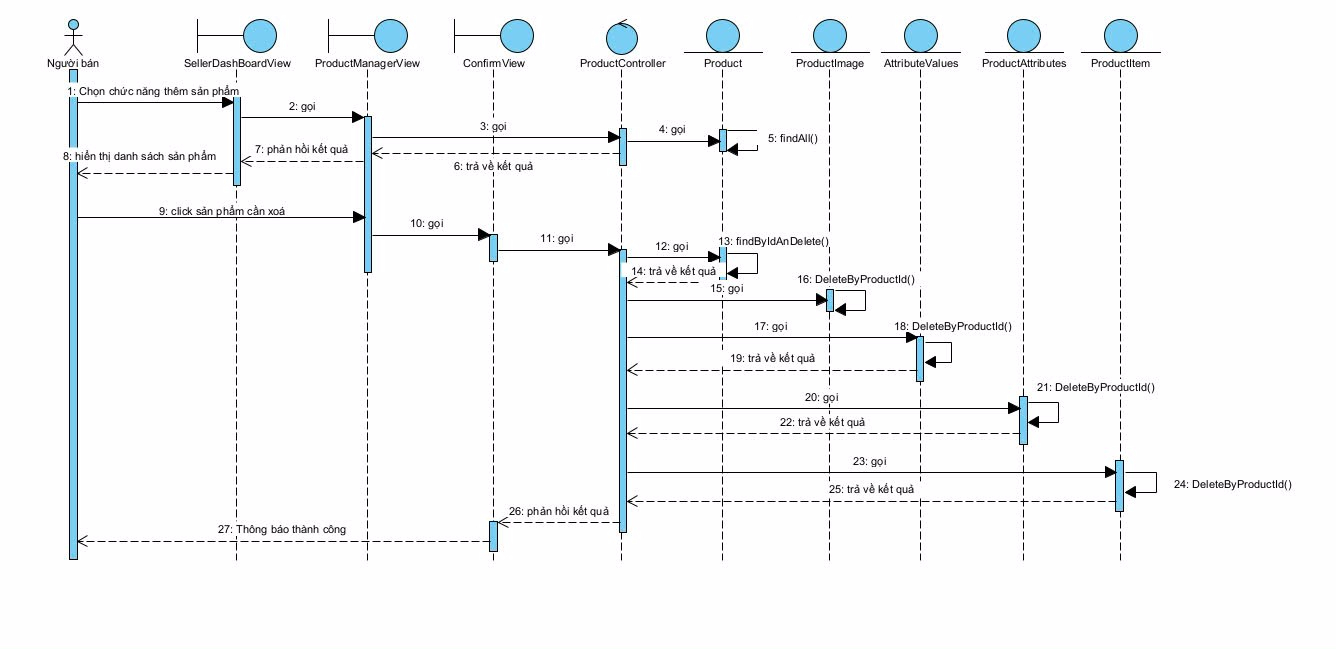 Người bán
SellerDashBoardView
ProductManagerView
ConfirmView
ProductController
Product
ProductImage
AttributeValues
ProductAttributes
ProductItem
1: Chọn chức năng thêm sản phẩm
2: gọi
3: gọi
4: gọi
5: findAll()
6: trả về kết quả
7: phản hồi kết quả
8: hiển thị danh sách sản phẩm
9: click sản phẩm cần xoá
10: gọi
11: gọi
12: gọi
13: findByIdAnDelete()
14: trả về kết quả
15: gọi
16: DeleteByProductId()
17: gọi
18: DeleteByProductId()
19: trả về kết quả
20: gọi
21: DeleteByProductId()
22: trả về kết quả
23: gọi
24: DeleteByProductId()
25: trả về kết quả
26: phản hồi kết quả
27: Thông báo thành công